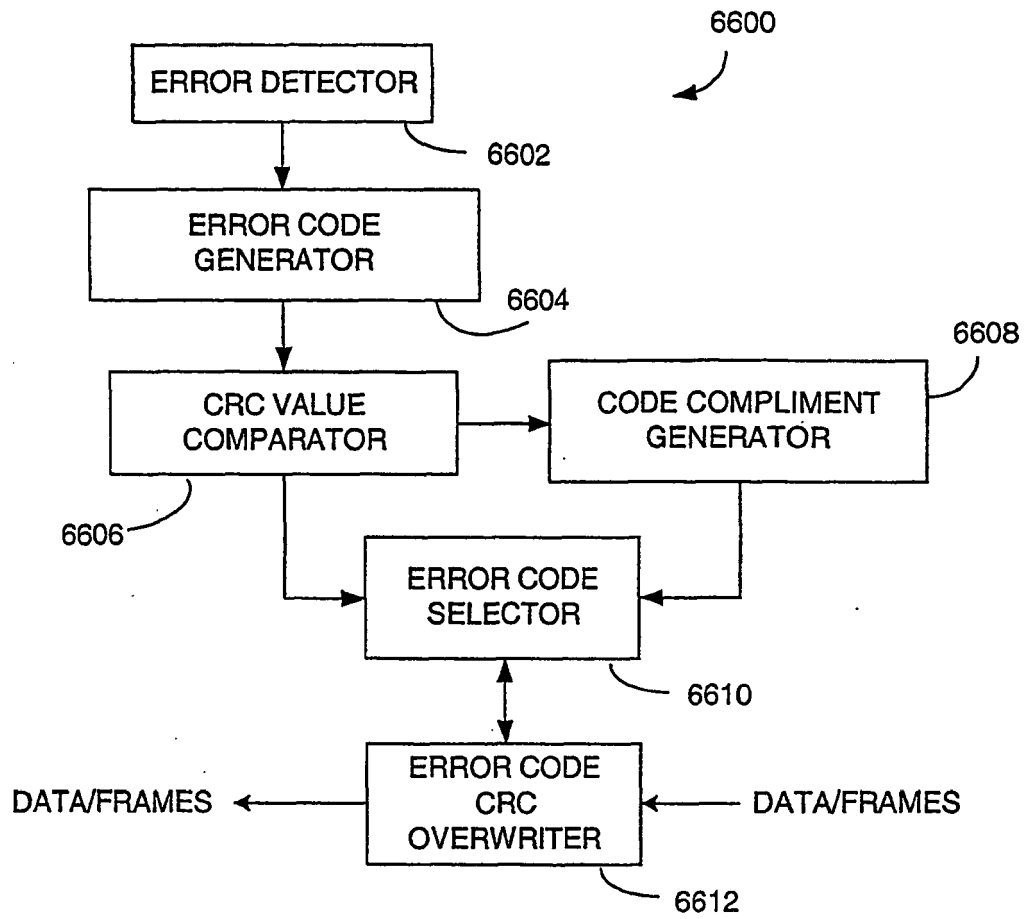 6600
ERROR DETECTOR
6602
ERROR CODE
GENERATOR
6604
6608
CRC VALUE
COMPARATOR
CODE COMPLIMENT
GENERATOR
6606
ERROR CODE
SELECTOR
6610
DATA/FRAMES
ERROR CODE
CRC
OVERWRITER
DATA/FRAMES
6612